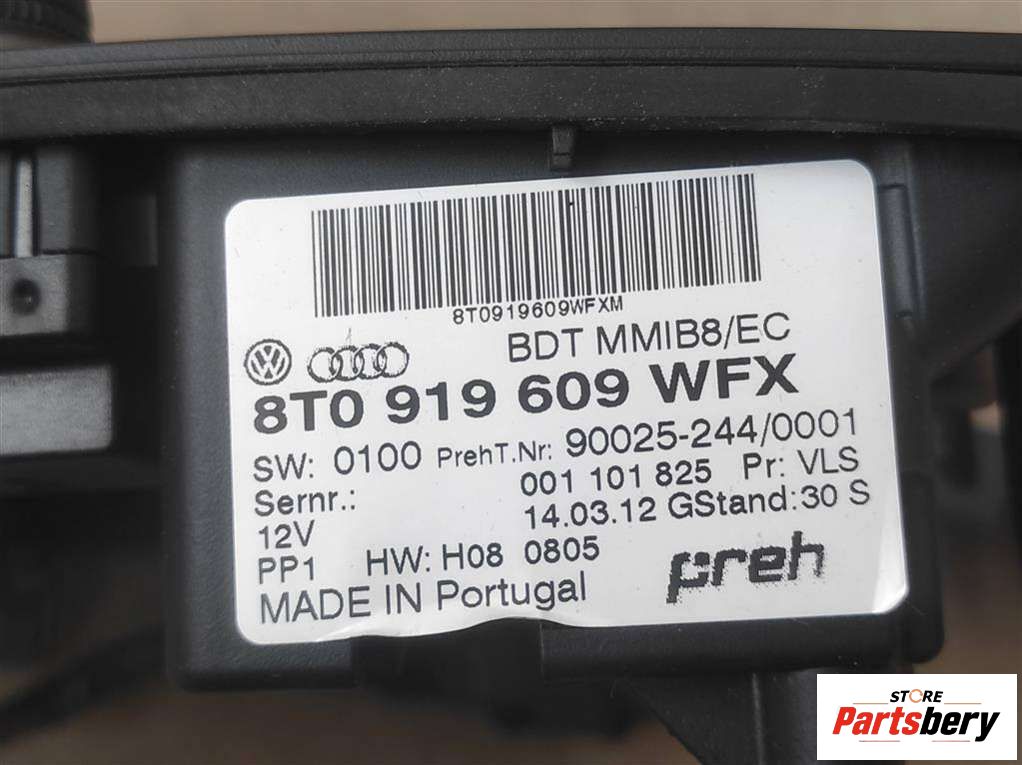 8T0919609WFXM
BDT MMIB8/EC
8T0 919 609 WFX
SW: 0100 PrehT.Nr: 90025-244/0001
Sernr.: 001 101 825 Pr: VLS
12V 14.03.12 GStand:30 S
PP1 HW: H08 0805
preh
MADE IN Portugal
STORE
Partsbery